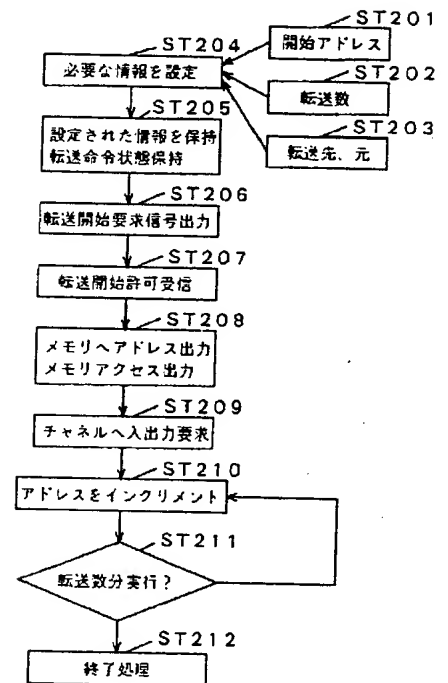 ST201
開始アドレス
ST202
転送数
ST203
転送先、元
ST204
必要な情報を設定
ST205
設定された情報を保持
転送命令状態保持
ST206
転送開始要求信号出力
ST207
転送開始許可受信
ST208
メモリへアドレス出力
メモリアクセス出力
ST209
チャネルへ入出力要求
ST210
アドレスをインクリメント
ST211
転送数分実行?
ST212
終了処理